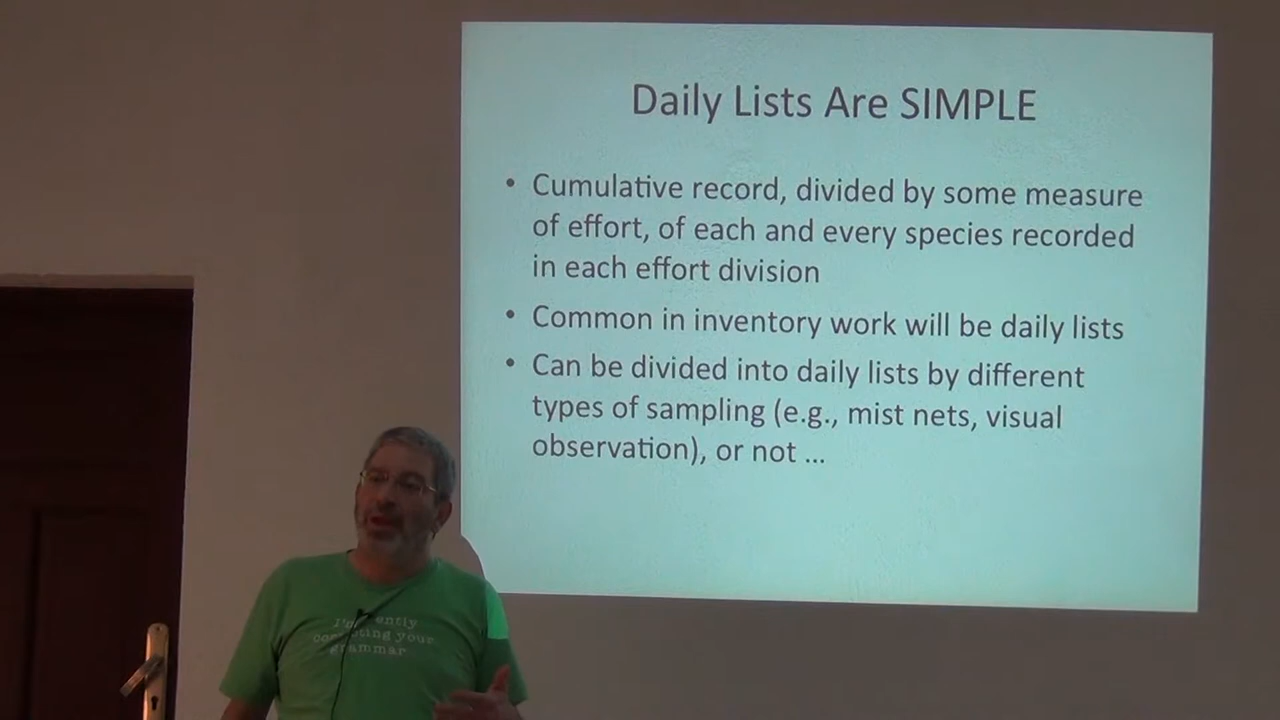 Daily Lists Are SIMPLE
• Cumulative record, divided by some measure
of effort, of each and every species recorded
in each effort division
• Common in inventory work will be daily lists
• Can be divided into daily lists by different
types of sampling (e.g., mist nets, visual
observation), or not ...
your
grammar